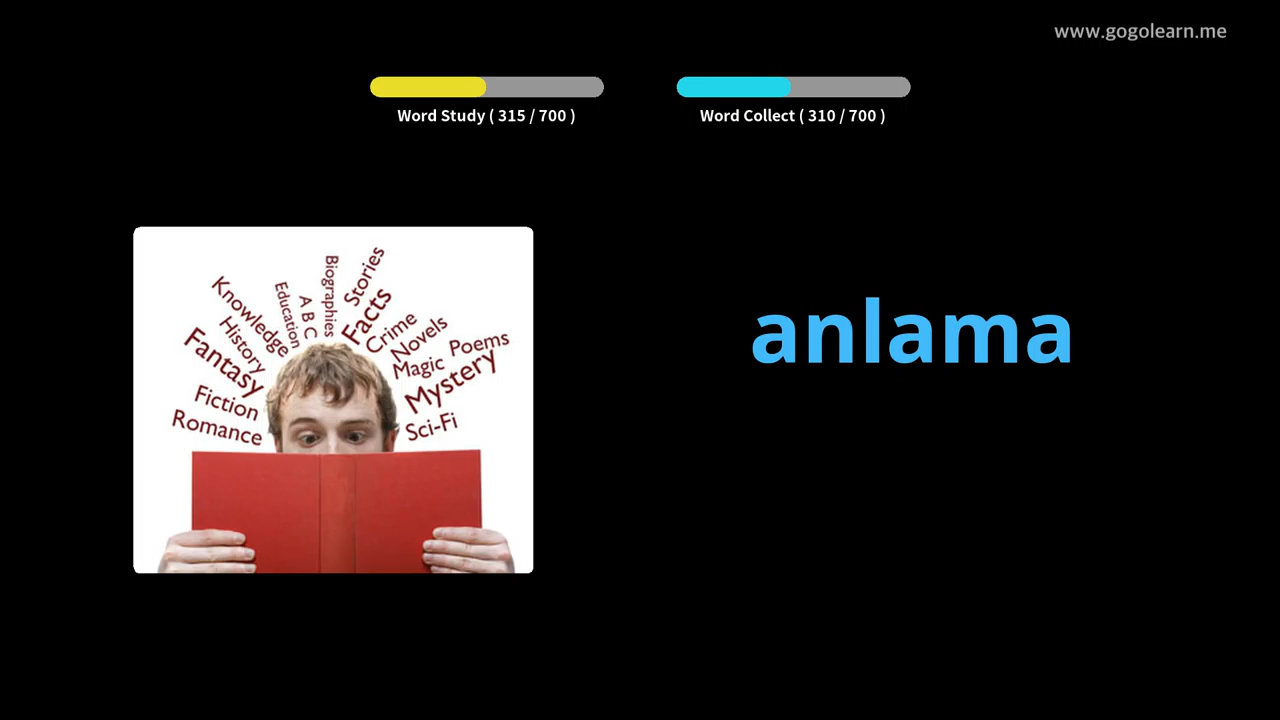 www.gogolearn.me
Word Study ( 315 / 700 )
Word Collect ( 310 / 700 )
Romance
Fiction
Fantasy
History
Knowledge
Education
A B C
Biographies
Stories
Facts
Crime
Novels
Magic
Poems
Mystery
Sci-Fi
anlama